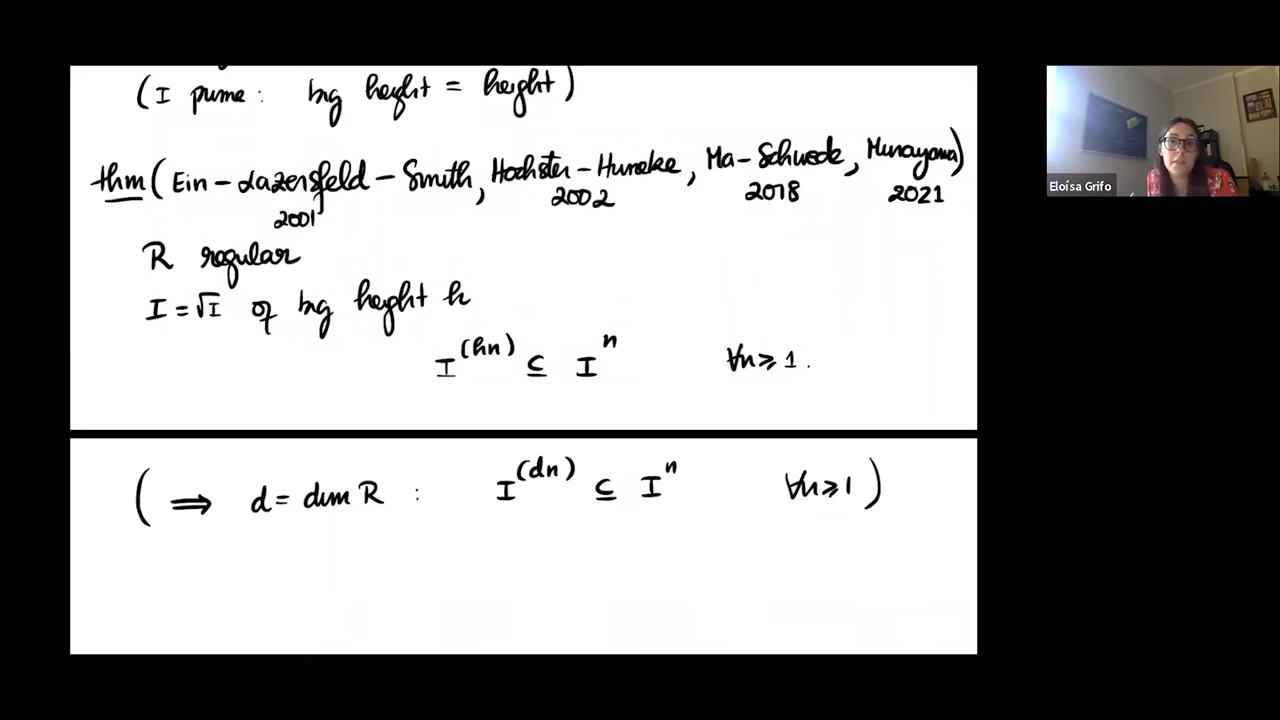 (I prime: big height = height)
thm (Ein-Lazersfeld-Smith, Hochster-Huneke, Ma-Schwede, Murayama)
2001 2002 2018 2021
R regular
I = √I of big height h
I^(hn) ⊆ I^n ∀n ≥ 1.
( ⟹ d = dim R : I^(dn) ⊆ I^n ∀n ≥ 1 )
Eloísa Grifo